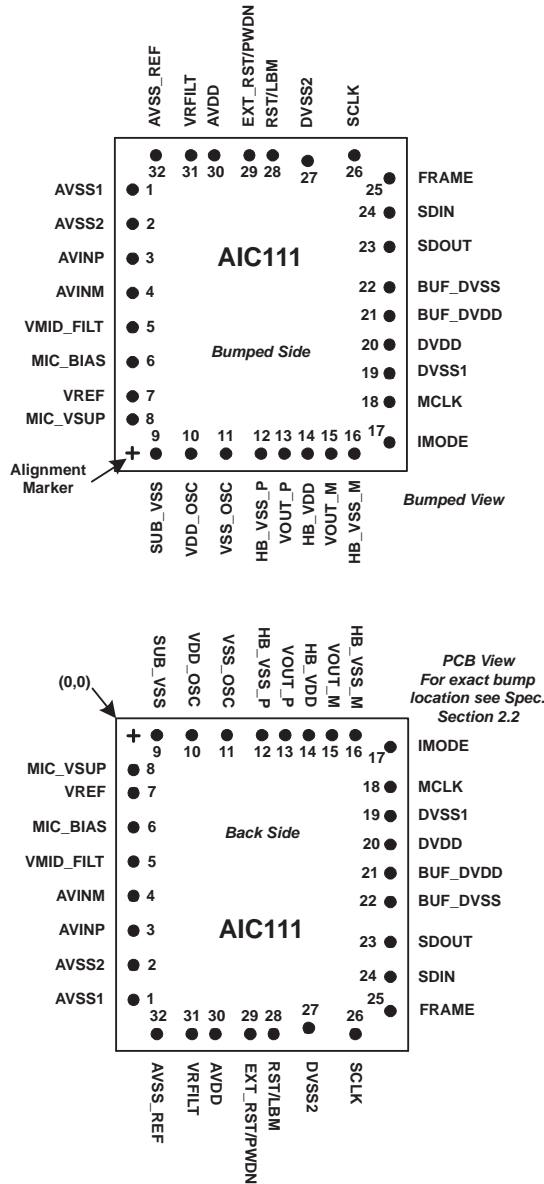 AVSS_REF
VRFILT
AVDD
EXT_RST/PWDN
RST/LBM
DVSS2
SCLK
32 31 30 29 28 27 26
AVSS1 1
AVSS2 2
AVINP 3
AVINM 4
VMID_FILT 5
MIC_BIAS 6
VREF 7
MIC_VSUP 8
25 FRAME
24 SDIN
23 SDOUT
22 BUF_DVSS
21 BUF_DVDD
20 DVDD
19 DVSS1
18 MCLK
17 IMODE
AIC111
Bumped Side
+
9 10 11 12 13 14 15 16
Alignment
Marker
SUB_VSS
VDD_OSC
VSS_OSC
HB_VSS_P
VOUT_P
HB_VDD
VOUT_M
HB_VSS_M
Bumped View
SUB_VSS
VDD_OSC
VSS_OSC
HB_VSS_P
VOUT_P
HB_VDD
VOUT_M
HB_VSS_M
PCB View
For exact bump
location see Spec.
Section 2.2
(0,0)
+
9 10 11 12 13 14 15 16
MIC_VSUP 8
VREF 7
MIC_BIAS 6
VMID_FILT 5
AVINM 4
AVINP 3
AVSS2 2
AVSS1 1
17 IMODE
18 MCLK
19 DVSS1
20 DVDD
21 BUF_DVDD
22 BUF_DVSS
23 SDOUT
24 SDIN
25 FRAME
Back Side
AIC111
32 31 30 29 28 27 26
AVSS_REF
VRFILT
AVDD
EXT_RST/PWDN
RST/LBM
DVSS2
SCLK